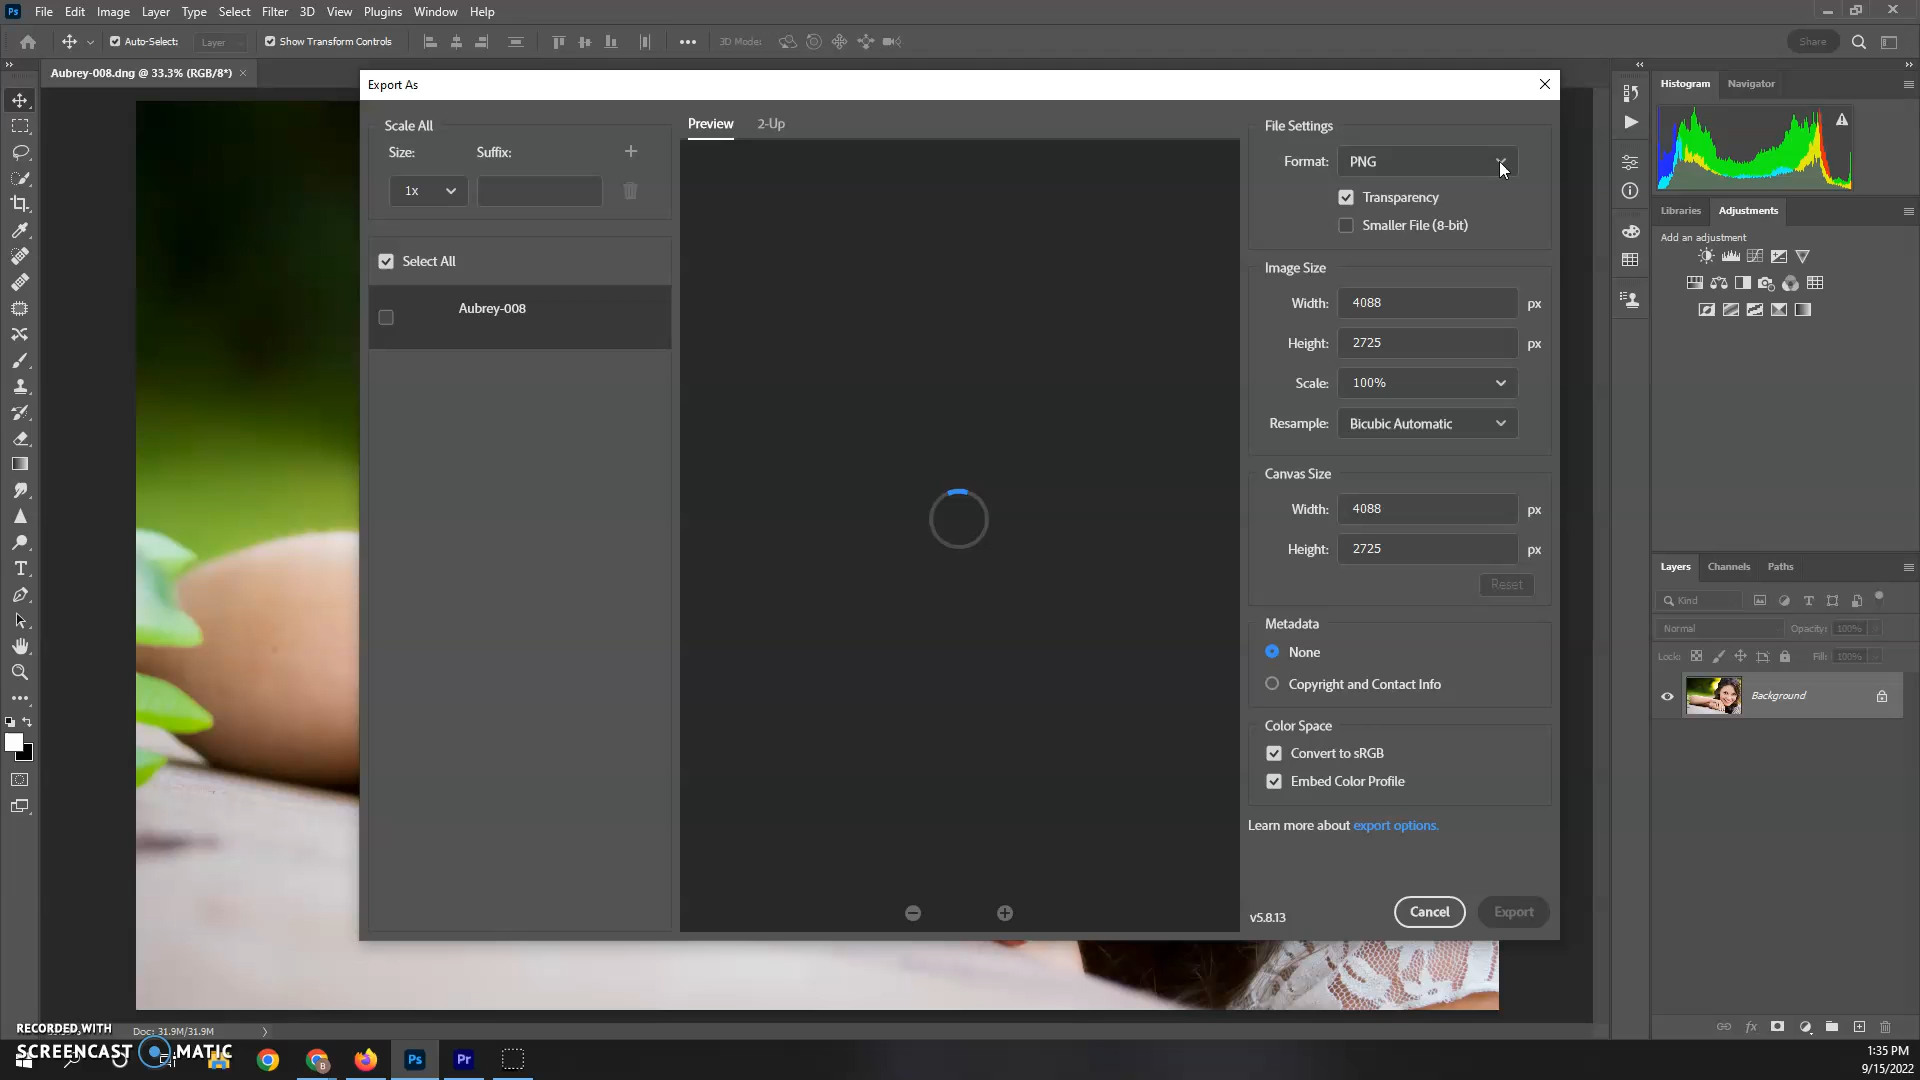 Ps File Edit Image Layer Type Select Filter 3D View Plugins Window Help
Auto-Select: Layer Show Transform Controls 3D Mode: Share
Aubrey-008.dng @ 33.3% (RGB/8*)
Export As
Scale All
Size: Suffix:
1x
Select All
Aubrey-008
Preview 2-Up
File Settings
Format: PNG
Transparency
Smaller File (8-bit)
Image Size
Width: 4088 px
Height: 2725 px
Scale: 100%
Resample: Bicubic Automatic
Canvas Size
Width: 4088 px
Height: 2725 px
Reset
Metadata
None
Copyright and Contact Info
Color Space
Convert to sRGB
Embed Color Profile
Learn more about export options.
v5.8.13 Cancel Export
Histogram Navigator
Libraries Adjustments
Add an adjustment
Layers Channels Paths
Kind
Normal Opacity: 100%
Lock: Fill: 100%
Background
RECORDED WITH
SCREENCAST MATIC
Doc: 31.9M/31.9M
Ps Pr
1:35 PM
9/15/2022